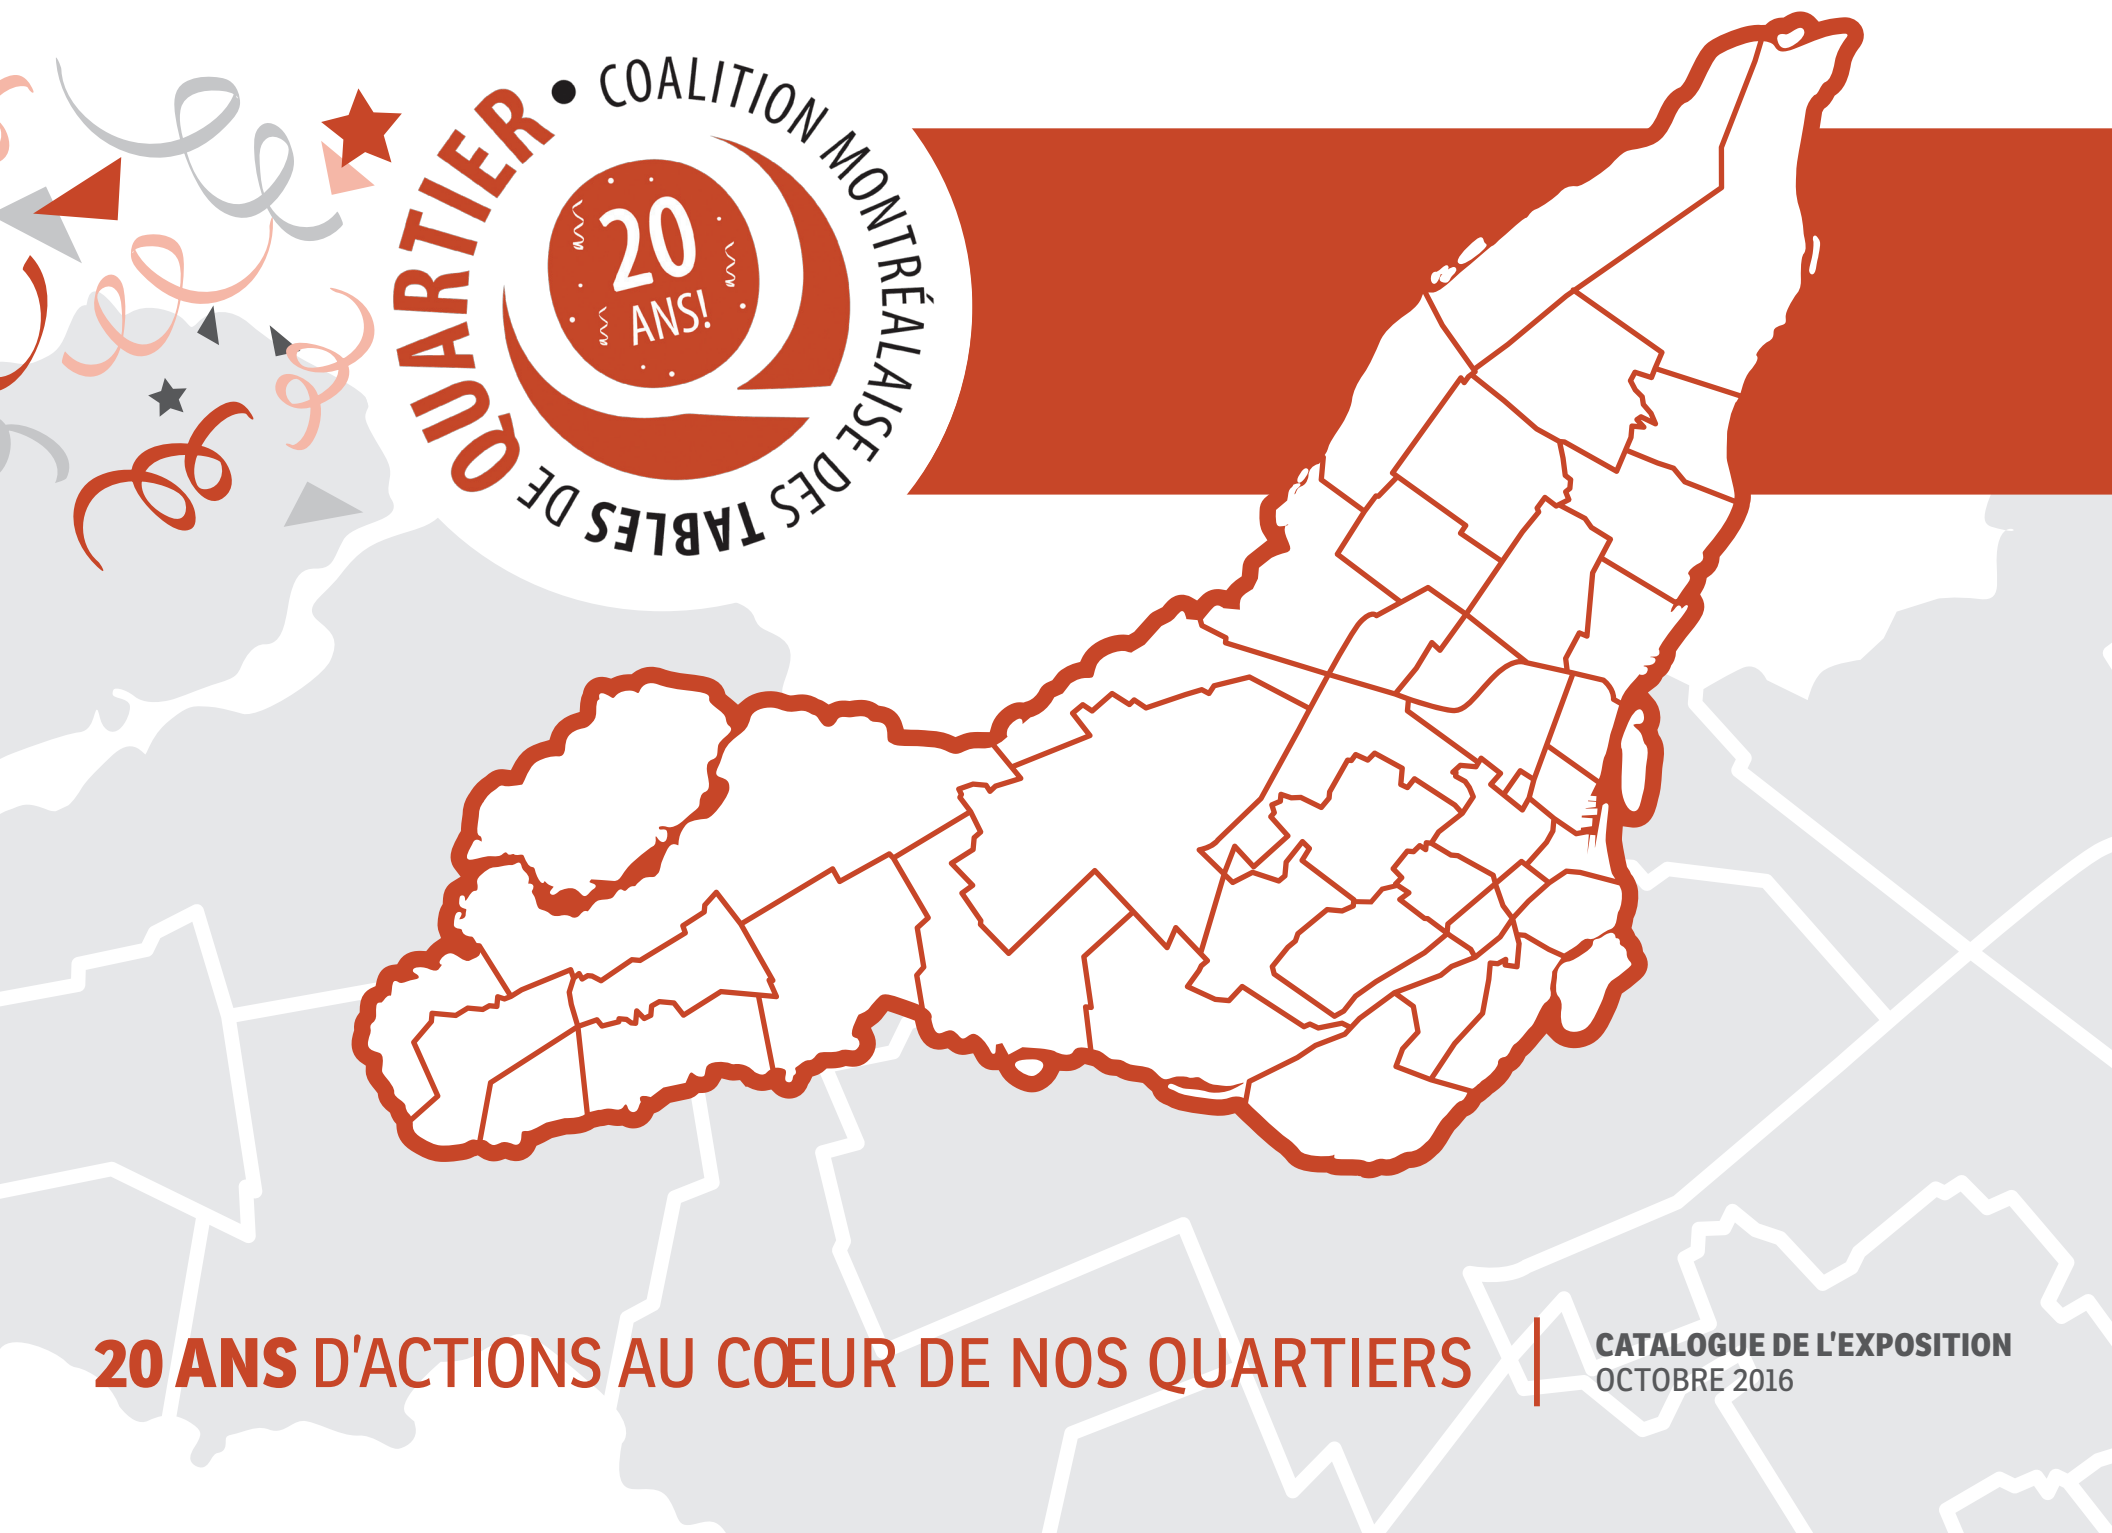 • COALITION MONTRÉALAISE DES TABLES DE QUARTIER
20
ANS!
20 ANS D'ACTIONS AU CŒUR DE NOS QUARTIERS
CATALOGUE DE L'EXPOSITION
OCTOBRE 2016